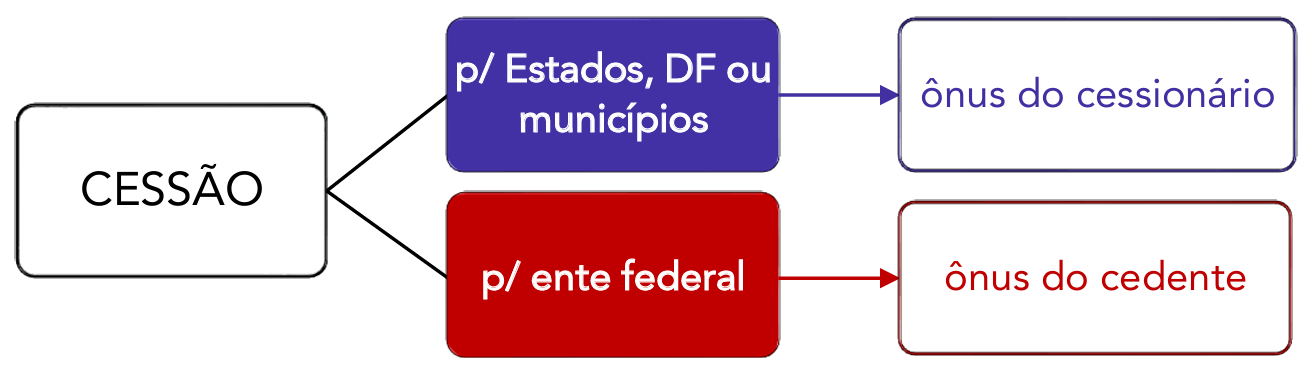 CESSÃO
p/ Estados, DF ou
municípios
ônus do cessionário
p/ ente federal
ônus do cedente